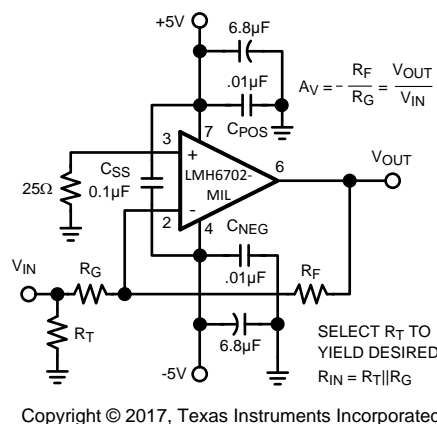 +5V
6.8µF
.01µF
CPOS
AV = - RF / RG = VOUT / VIN
CSS
0.1µF
3
7
+
LMH6702-
MIL
6
VOUT
25Ω
-
2
4
CNEG
.01µF
VIN
RG
RF
RT
6.8µF
-5V
SELECT RT TO
YIELD DESIRED
RIN = RT||RG
Copyright © 2017, Texas Instruments Incorporated